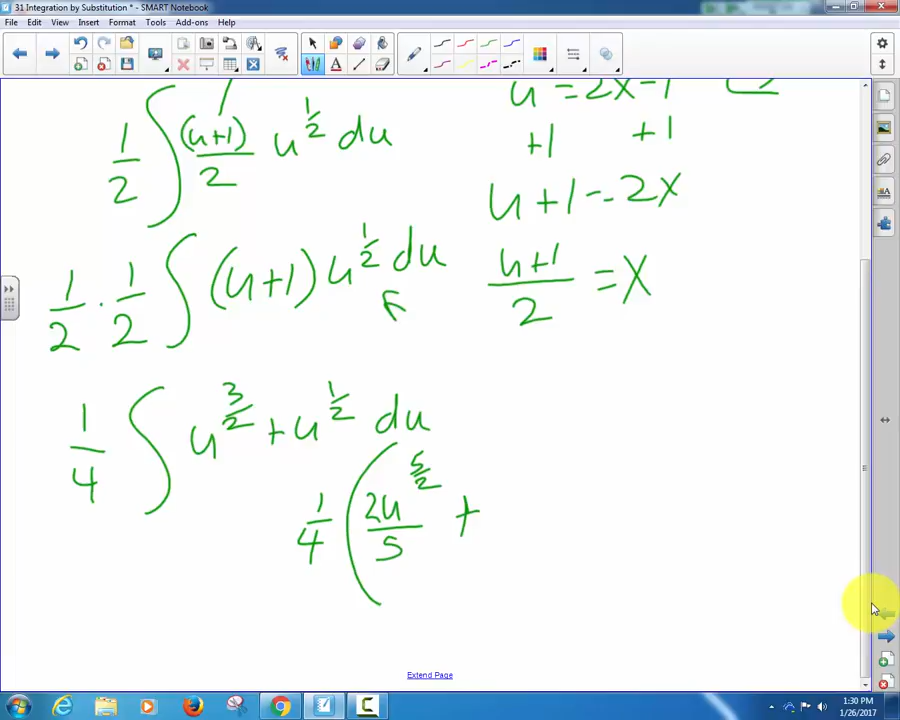 31 Integration by Substitution * - SMART Notebook
File Edit View Insert Format Tools Add-ons Help
u = 2x-1
1/2 ∫ (u+1)/2 u^(1/2) du
+1 +1
u+1 = 2x
1/2 · 1/2 ∫ (u+1) u^(1/2) du
(u+1)/2 = x
1/4 ∫ u^(3/2) + u^(1/2) du
1/4 ( 2u^(5/2)/5 +
Extend Page
1:30 PM
1/26/2017